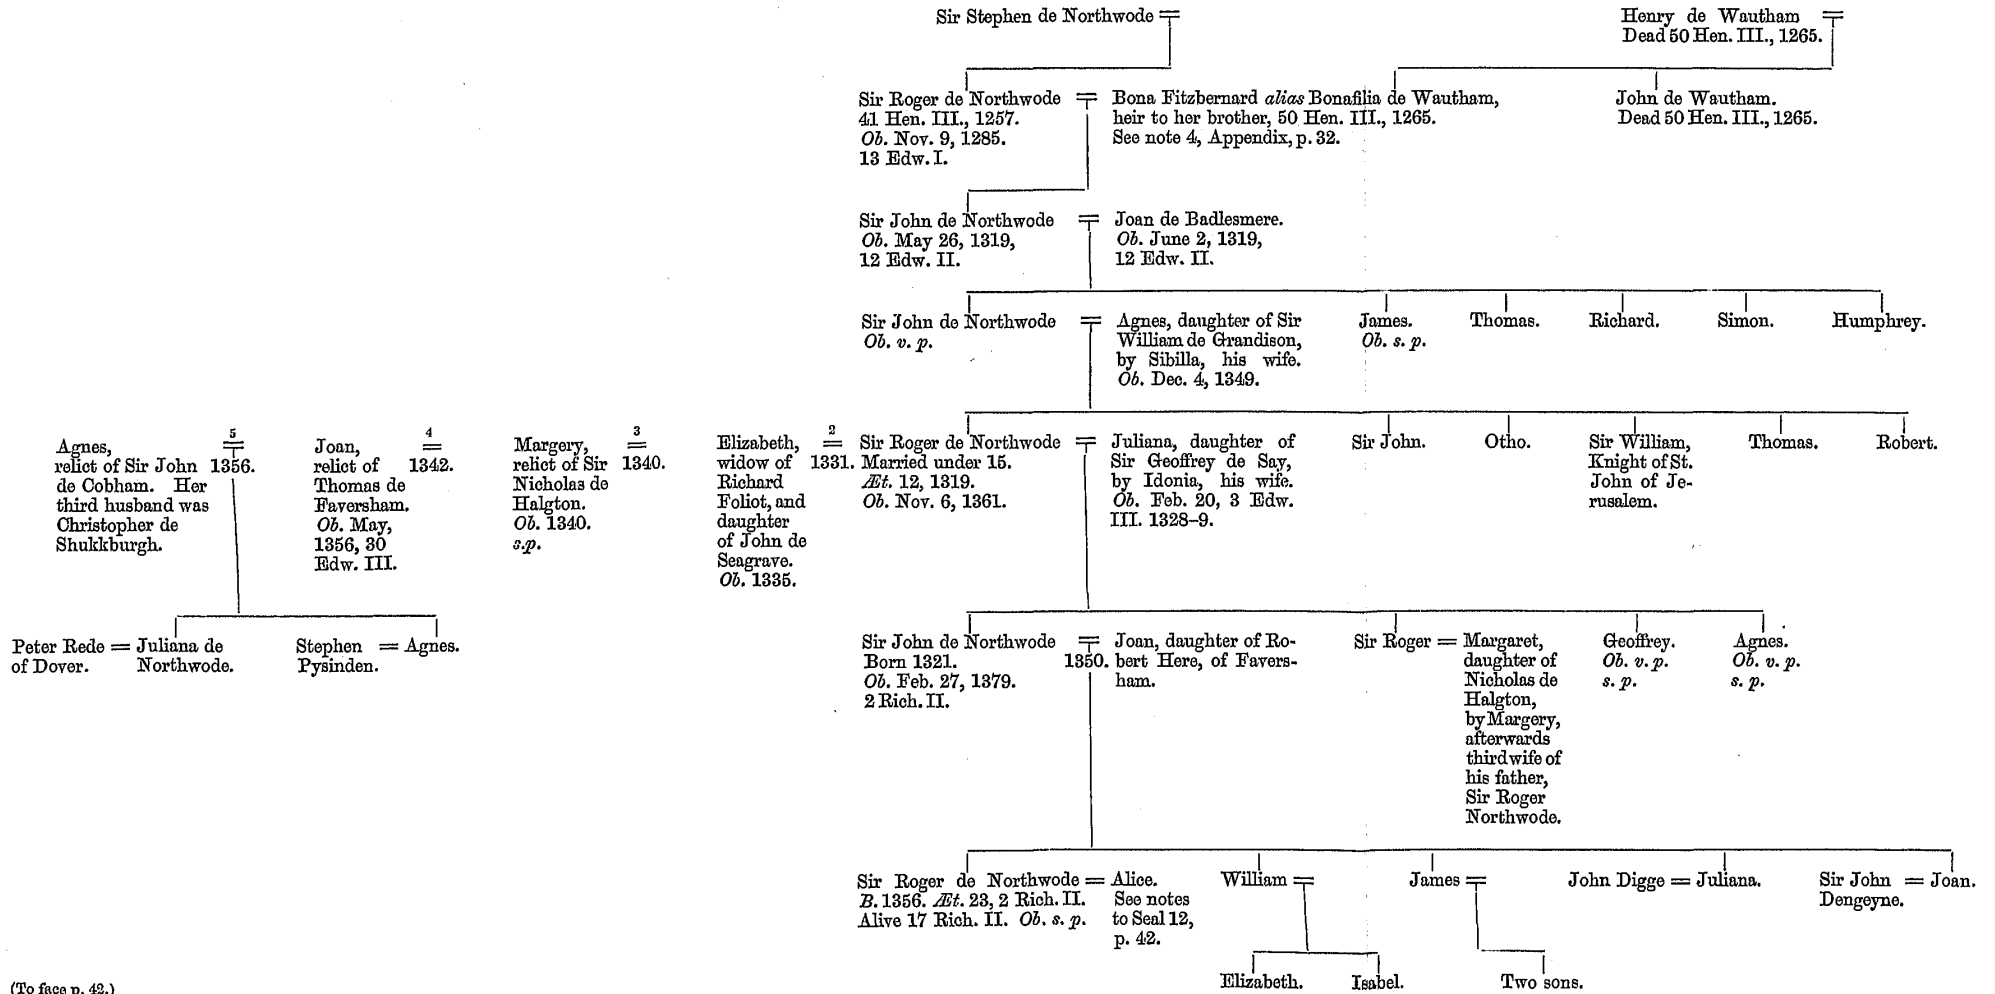 Sir Stephen de Northwode
Henry de Wautham
Dead 50 Hen. III., 1265.
Sir Roger de Northwode
41 Hen. III., 1257.
Ob. Nov. 9, 1285.
13 Edw. I.
Bona Fitzbernard alias Bonafilia de Wautham,
heir to her brother, 50 Hen. III., 1265.
See note 4, Appendix, p. 32.
John de Wautham.
Dead 50 Hen. III., 1265.
Sir John de Northwode
Ob. May 26, 1319,
12 Edw. II.
Joan de Badlesmere.
Ob. June 2, 1319,
12 Edw. II.
Sir John de Northwode
Ob. v. p.
Agnes, daughter of Sir
William de Grandison,
by Sibilla, his wife.
Ob. Dec. 4, 1349.
James.
Ob. s. p.
Thomas.
Richard.
Simon.
Humphrey.
Agnes,
relict of Sir John
de Cobham. Her
third husband was
Christopher de
Shukkburgh.
5
=
1356.
Joan,
relict of
Thomas de
Faversham.
Ob. May,
1356, 30
Edw. III.
4
=
1342.
Margery,
relict of Sir
Nicholas de
Halgton.
Ob. 1340.
s.p.
3
=
1340.
Elizabeth,
widow of
Richard
Foliot, and
daughter
of John de
Seagrave.
Ob. 1335.
2
=
1331.
Sir Roger de Northwode
Married under 15.
Æt. 12, 1319.
Ob. Nov. 6, 1361.
Juliana, daughter of
Sir Geoffrey de Say,
by Idonia, his wife.
Ob. Feb. 20, 3 Edw.
III. 1328–9.
Sir John.
Otho.
Sir William,
Knight of St.
John of Je-
rusalem.
Thomas.
Robert.
Peter Rede = Juliana de
of Dover. Northwode.
Stephen = Agnes.
Pysinden.
Sir John de Northwode
Born 1321.
Ob. Feb. 27, 1379.
2 Rich. II.
1350.
Joan, daughter of Ro-
bert Here, of Favers-
ham.
Sir Roger = Margaret,
daughter of
Nicholas de
Halgton,
by Margery,
afterwards
third wife of
his father,
Sir Roger
Northwode.
Geoffrey.
Ob. v. p.
s. p.
Agnes.
Ob. v. p.
s. p.
Sir Roger de Northwode = Alice.
B. 1356. Æt. 23, 2 Rich. II.
Alive 17 Rich. II. Ob. s. p.
See notes
to Seal 12,
p. 42.
William
James
John Digge = Juliana.
Sir John = Joan.
Dengeyne.
Elizabeth.
Isabel.
Two sons.
(To face p. 42.)